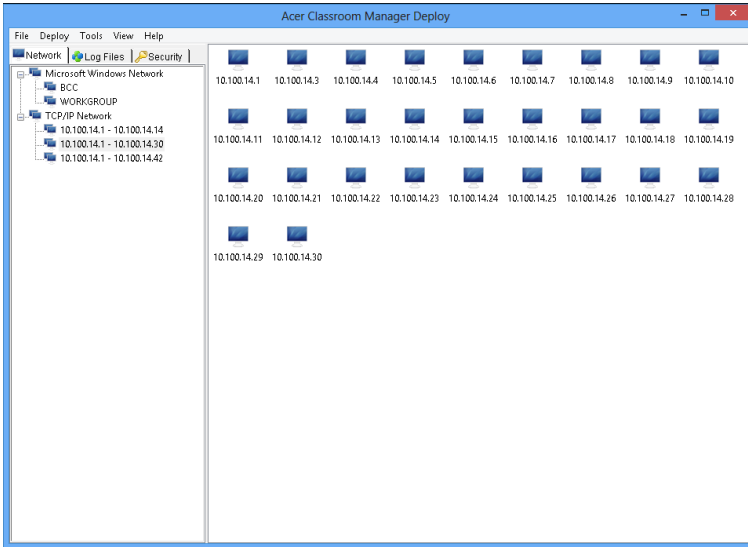 Acer Classroom Manager Deploy
File Deploy Tools View Help
Network Log Files Security
Microsoft Windows Network
BCC
WORKGROUP
TCP/IP Network
10.100.14.1 - 10.100.14.14
10.100.14.1 - 10.100.14.30
10.100.14.1 - 10.100.14.42
10.100.14.1 10.100.14.3 10.100.14.4 10.100.14.5 10.100.14.6 10.100.14.7 10.100.14.8 10.100.14.9 10.100.14.10
10.100.14.11 10.100.14.12 10.100.14.13 10.100.14.14 10.100.14.15 10.100.14.16 10.100.14.17 10.100.14.18 10.100.14.19
10.100.14.20 10.100.14.21 10.100.14.22 10.100.14.23 10.100.14.24 10.100.14.25 10.100.14.26 10.100.14.27 10.100.14.28
10.100.14.29 10.100.14.30